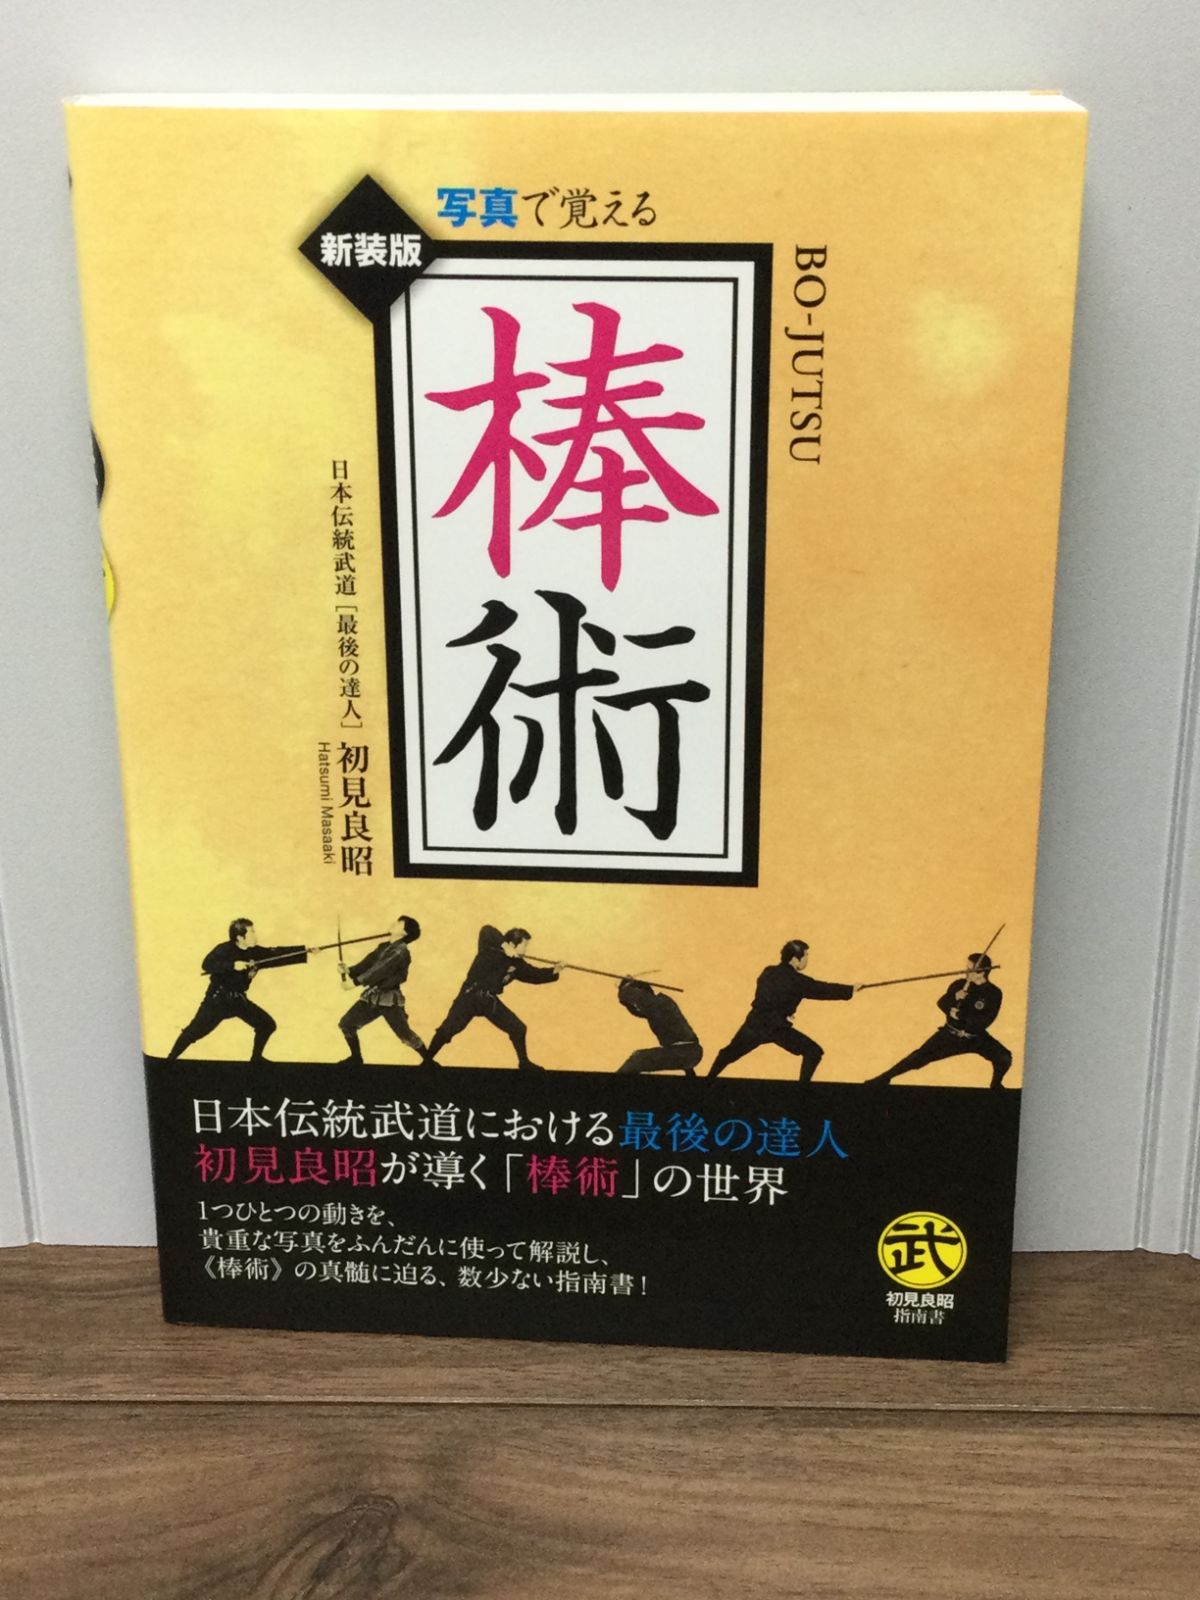 写真で覚える
新装版
棒術
BO-JUTSU
日本伝統武道[最後の達人]
初見良昭
Hatsumi Masaaki
日本伝統武道における最後の達人
初見良昭が導く「棒術」の世界
1つひとつの動きを、
貴重な写真をふんだんに使って解説し、
《棒術》の真髄に迫る、数少ない指南書!
武
初見良昭
指南書